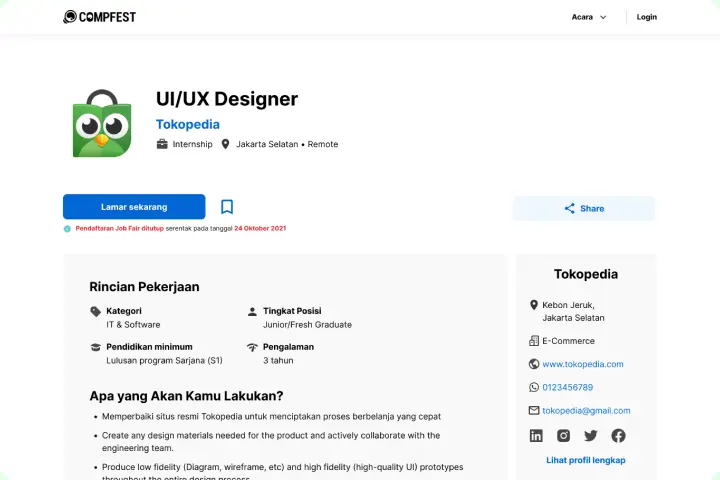 COMPFEST
Acara
Login
UI/UX Designer
Tokopedia
Internship
Jakarta Selatan • Remote
Lamar sekarang
Share
Pendaftaran Job Fair ditutup serentak pada tanggal 24 Oktober 2021
Rincian Pekerjaan
Kategori
IT & Software
Tingkat Posisi
Junior/Fresh Graduate
Pendidikan minimum
Lulusan program Sarjana (S1)
Pengalaman
3 tahun
Apa yang Akan Kamu Lakukan?
• Memperbaiki situs resmi Tokopedia untuk menciptakan proses berbelanja yang cepat
• Create any design materials needed for the product and actively collaborate with the
engineering team.
• Produce low fidelity (Diagram, wireframe, etc) and high fidelity (high-quality UI) prototypes
throughout the entire design process
Tokopedia
Kebon Jeruk,
Jakarta Selatan
E-Commerce
www.tokopedia.com
0123456789
tokopedia@gmail.com
Lihat profil lengkap